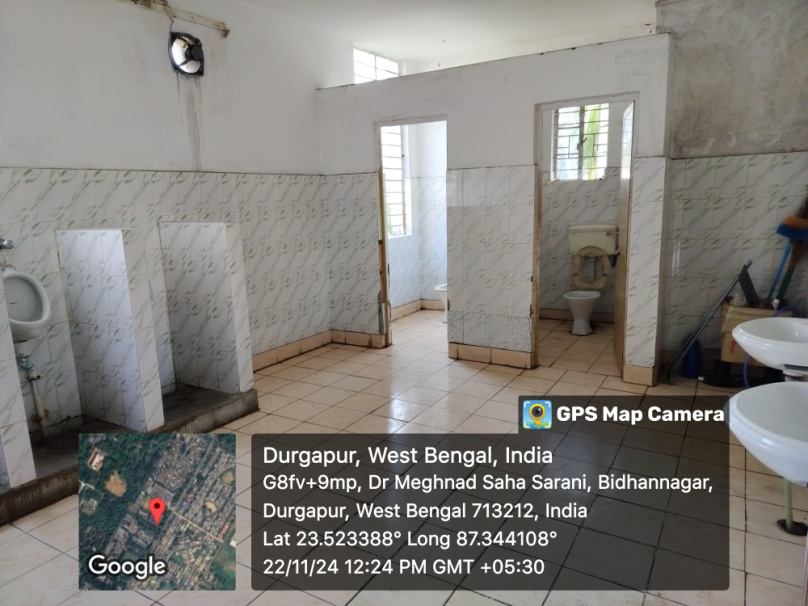 GPS Map Camera
Durgapur, West Bengal, India
G8fv+9mp, Dr Meghnad Saha Sarani, Bidhannagar,
Durgapur, West Bengal 713212, India
Lat 23.523388° Long 87.344108°
22/11/24 12:24 PM GMT +05:30
Google